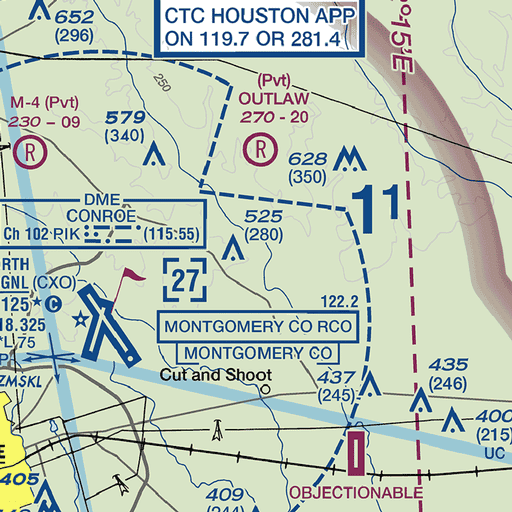 652
(296)
CTC HOUSTON APP
ON 119.7 OR 281.4
15'E
250
M-4 (Pvt)
230 - 09
R
579
(340)
(Pvt)
OUTLAW
270 - 20
R
628
(350)
11
DME
CONROE
Ch 102 PIK (115.55)
525
(280)
RTH
GNL (CXO)
125 * C
18.325
*L 75
P
ZMSKL
[27]
122.2
MONTGOMERY CO RCO
MONTGOMERY CO
Cut and Shoot
437
(245)
435
(246)
400
(215)
UC
E
405
409
(244)
OBJECTIONABLE